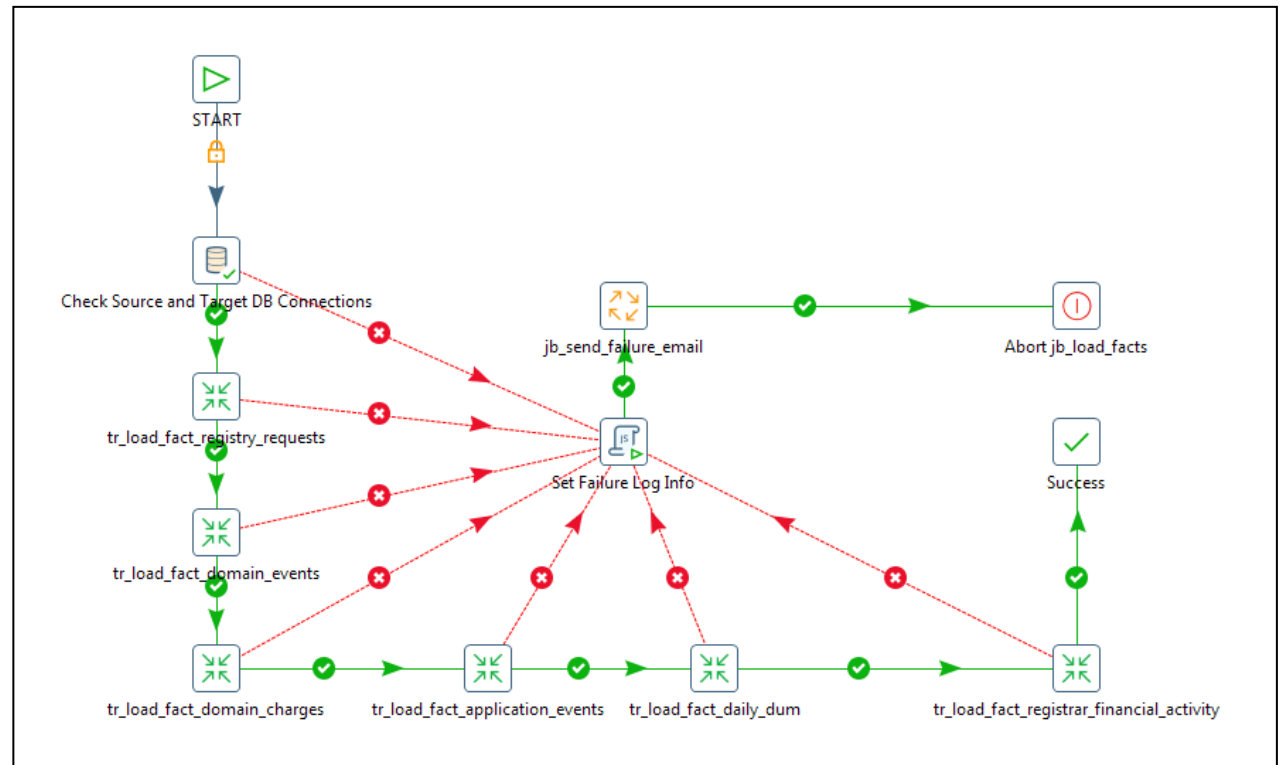 START
Check Source and Target DB Connections
jb_send_failure_email
Abort jb_load_facts
tr_load_fact_registry_requests
JS
Set Failure Log Info
Success
tr_load_fact_domain_events
tr_load_fact_domain_charges
tr_load_fact_application_events
tr_load_fact_daily_dum
tr_load_fact_registrar_financial_activity